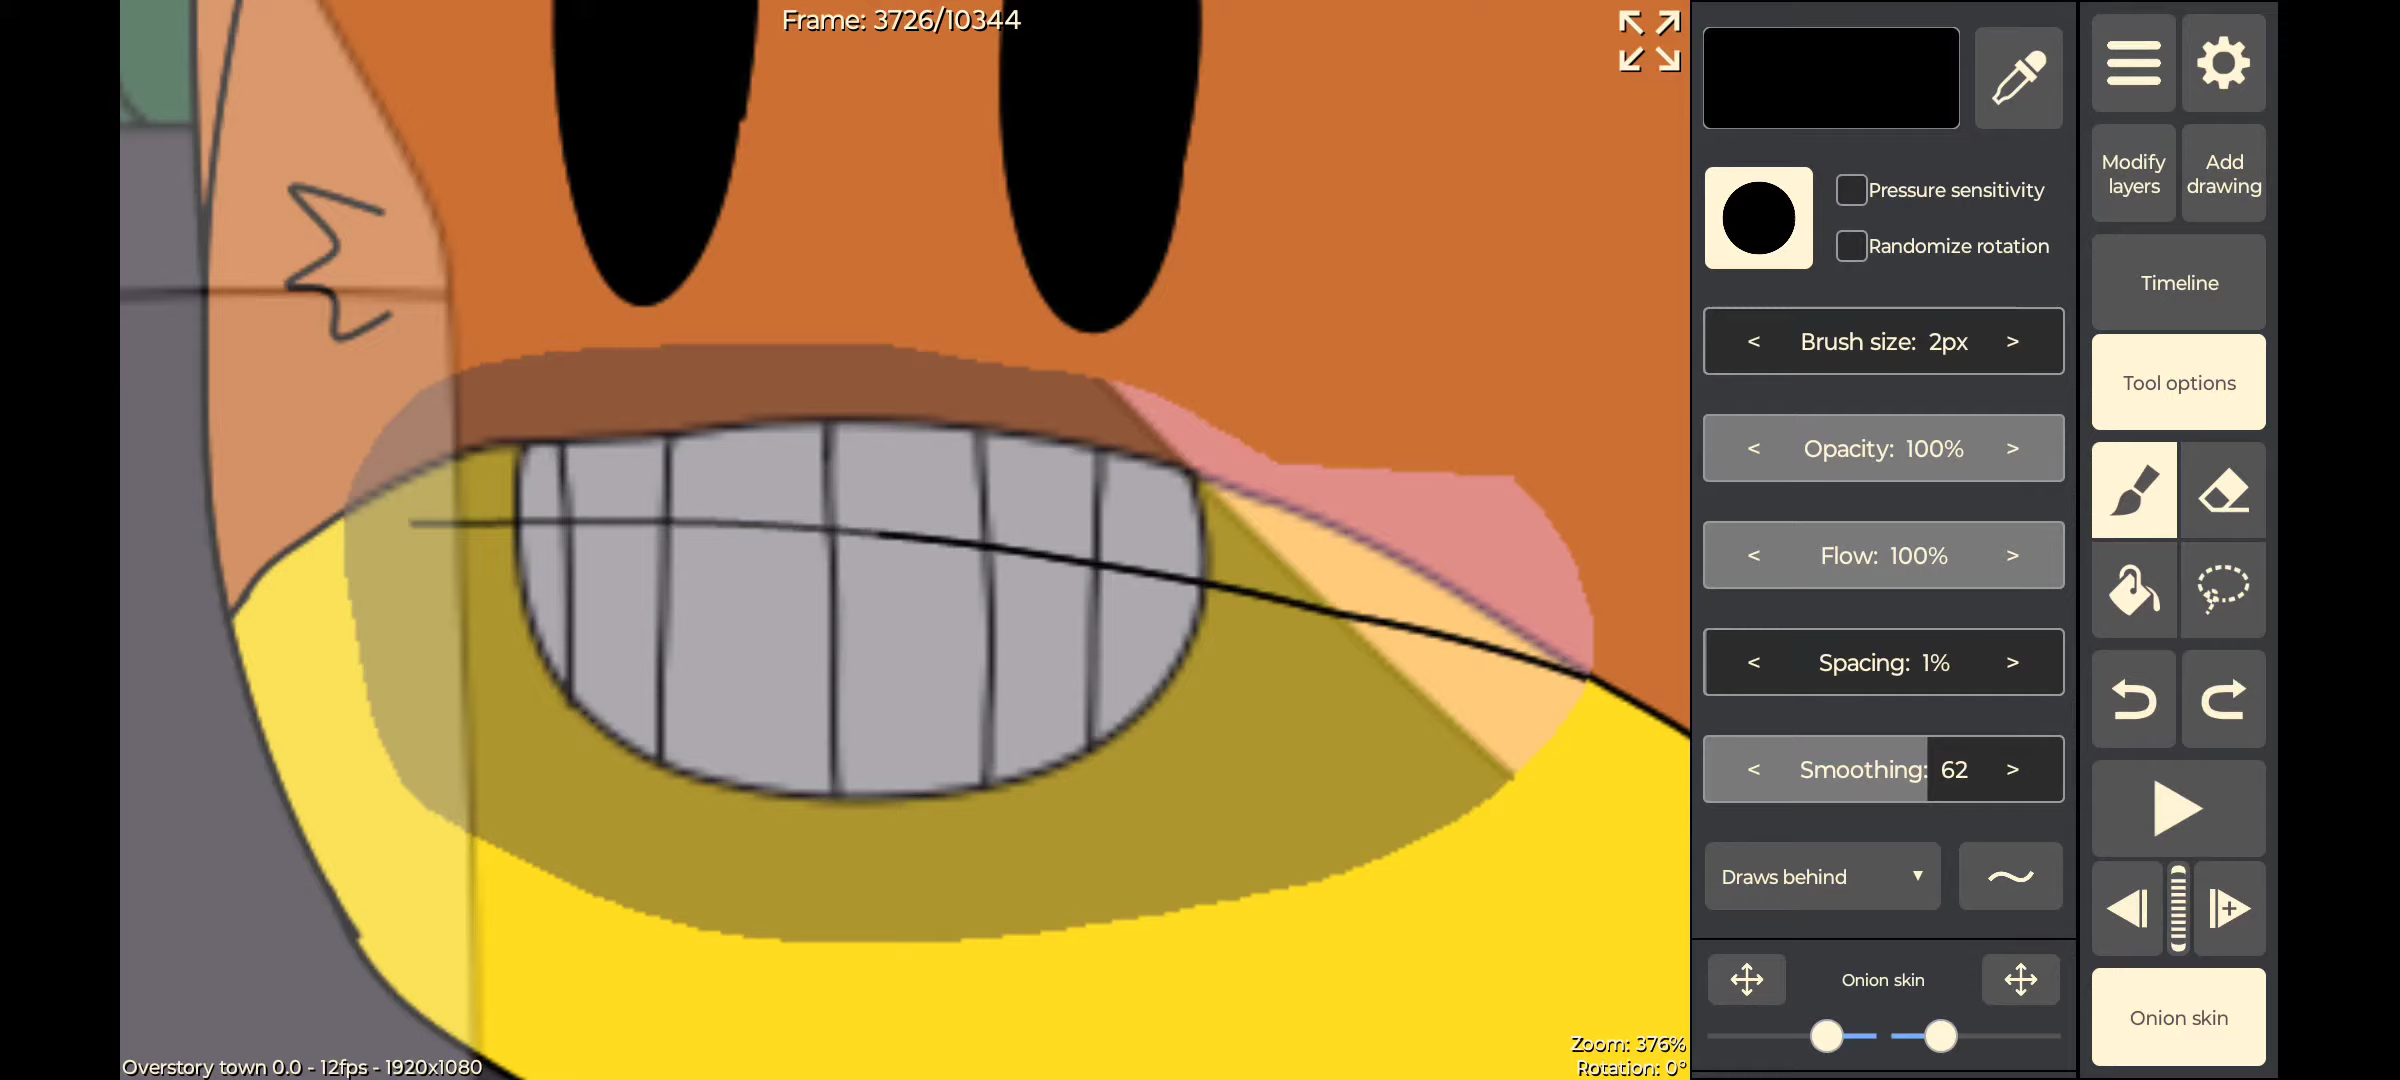 Frame: 3726/10344
Pressure sensitivity
Randomize rotation
< Brush size: 2px >
< Opacity: 100% >
< Flow: 100% >
< Spacing: 1% >
< Smoothing: 62 >
Draws behind
Onion skin
Modify layers
Add drawing
Timeline
Tool options
Onion skin
Overstory town 0.0 - 12fps - 1920x1080
Zoom: 376%
Rotation: 0°